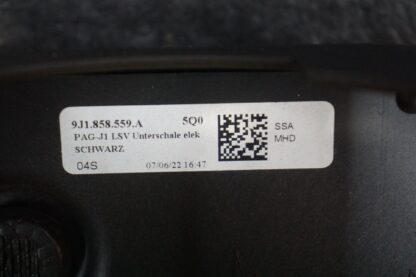 9J1.858.559.A 5Q0
PAG-J1 LSV Unterschale elek
SCHWARZ
04S 07/06/22 16:47
SSA
MHD